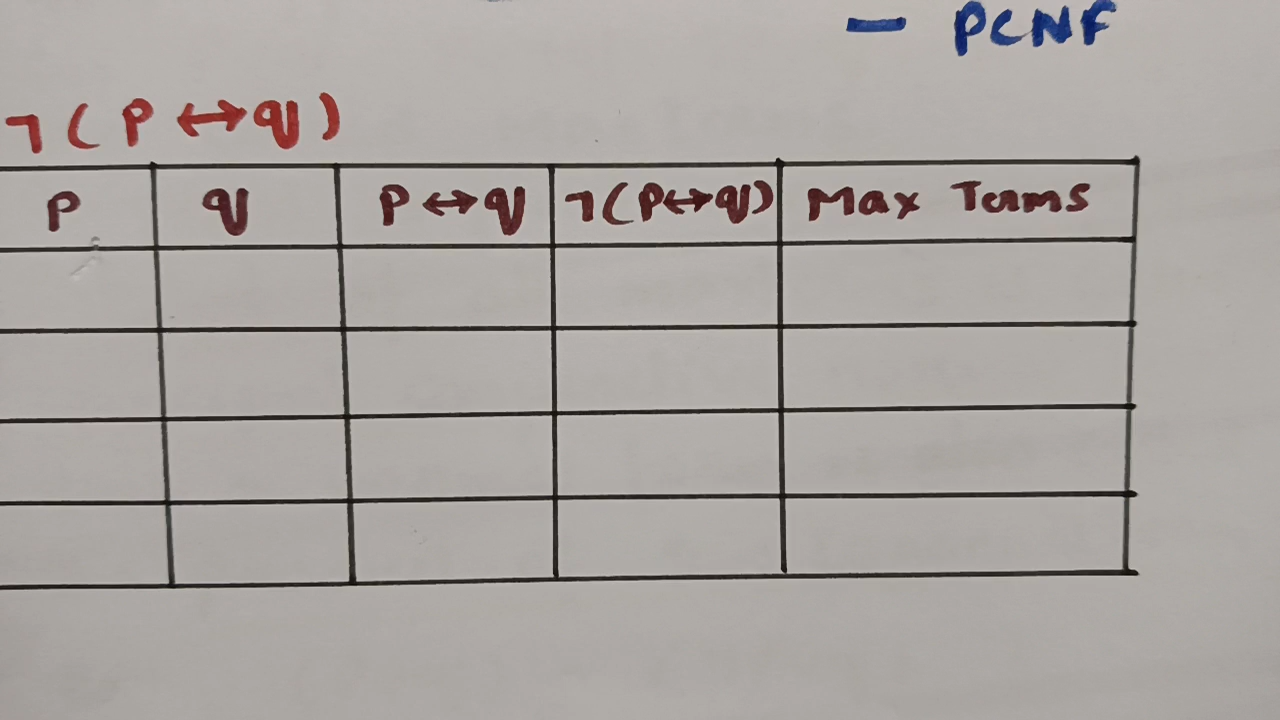 - PCNF
¬(P ↔ q)
P q P ↔ q ¬(P ↔ q) Max Terms